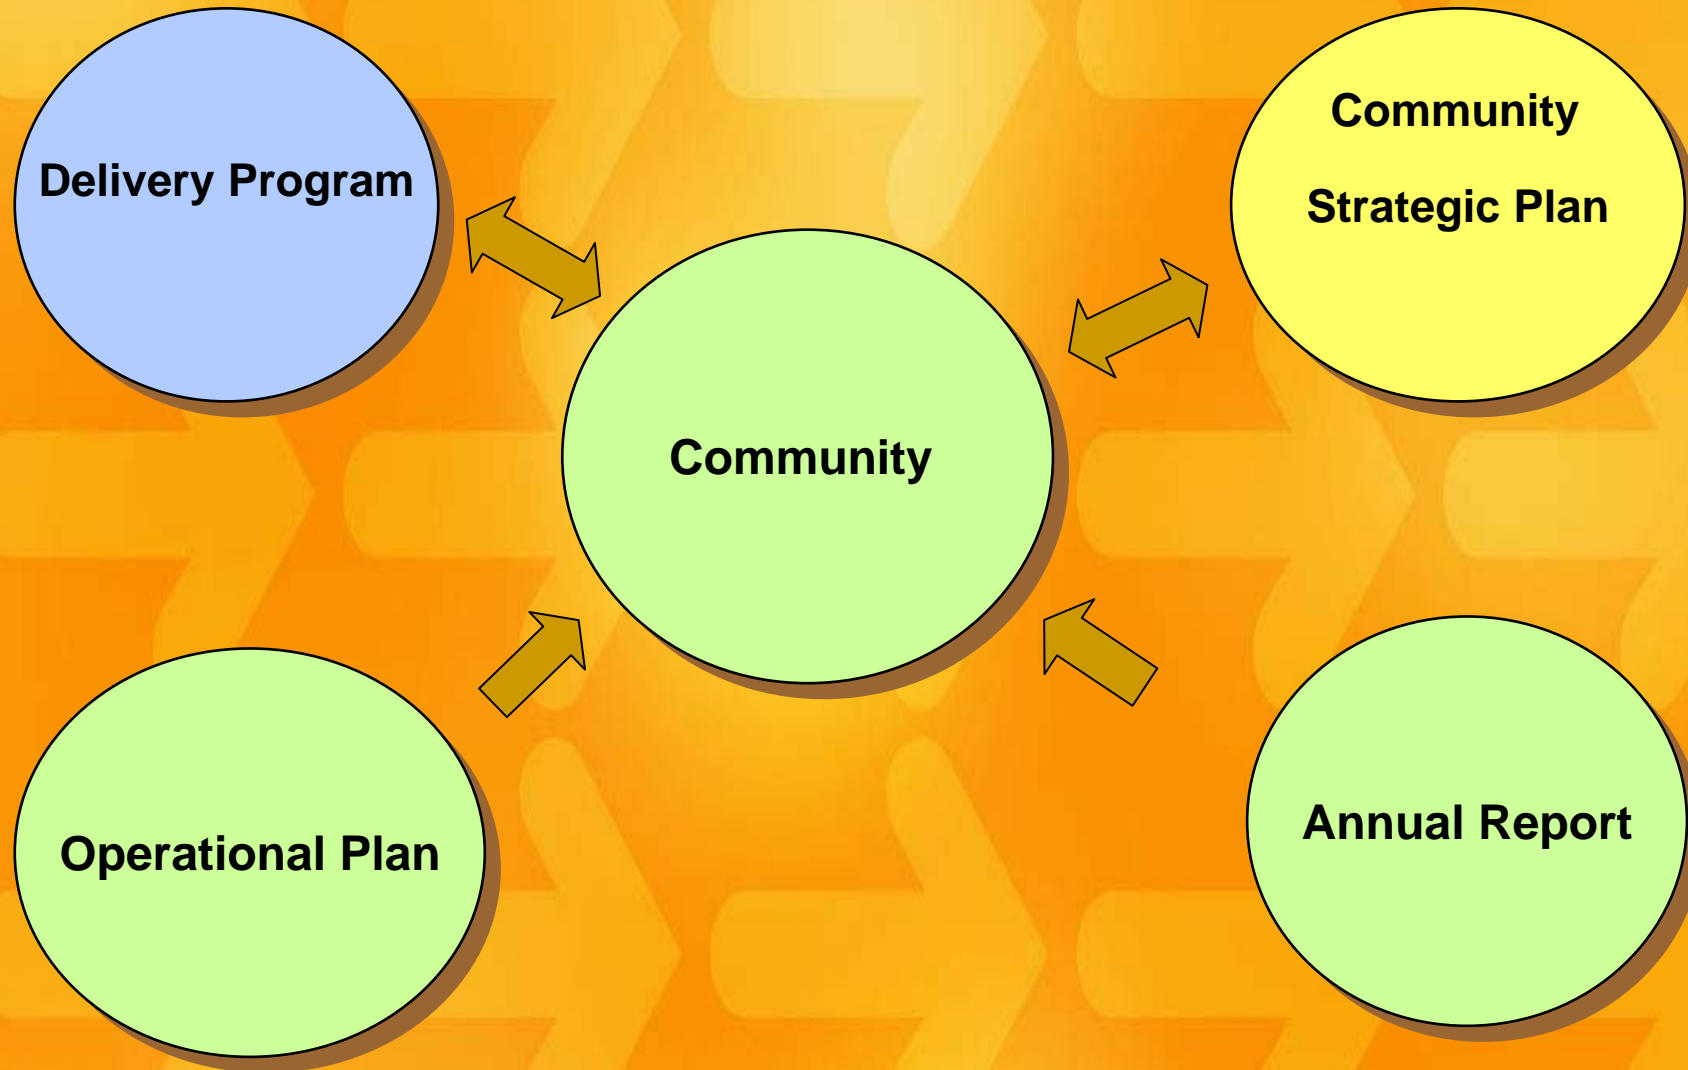 Delivery Program
Community
Strategic Plan
Community
Operational Plan
Annual Report